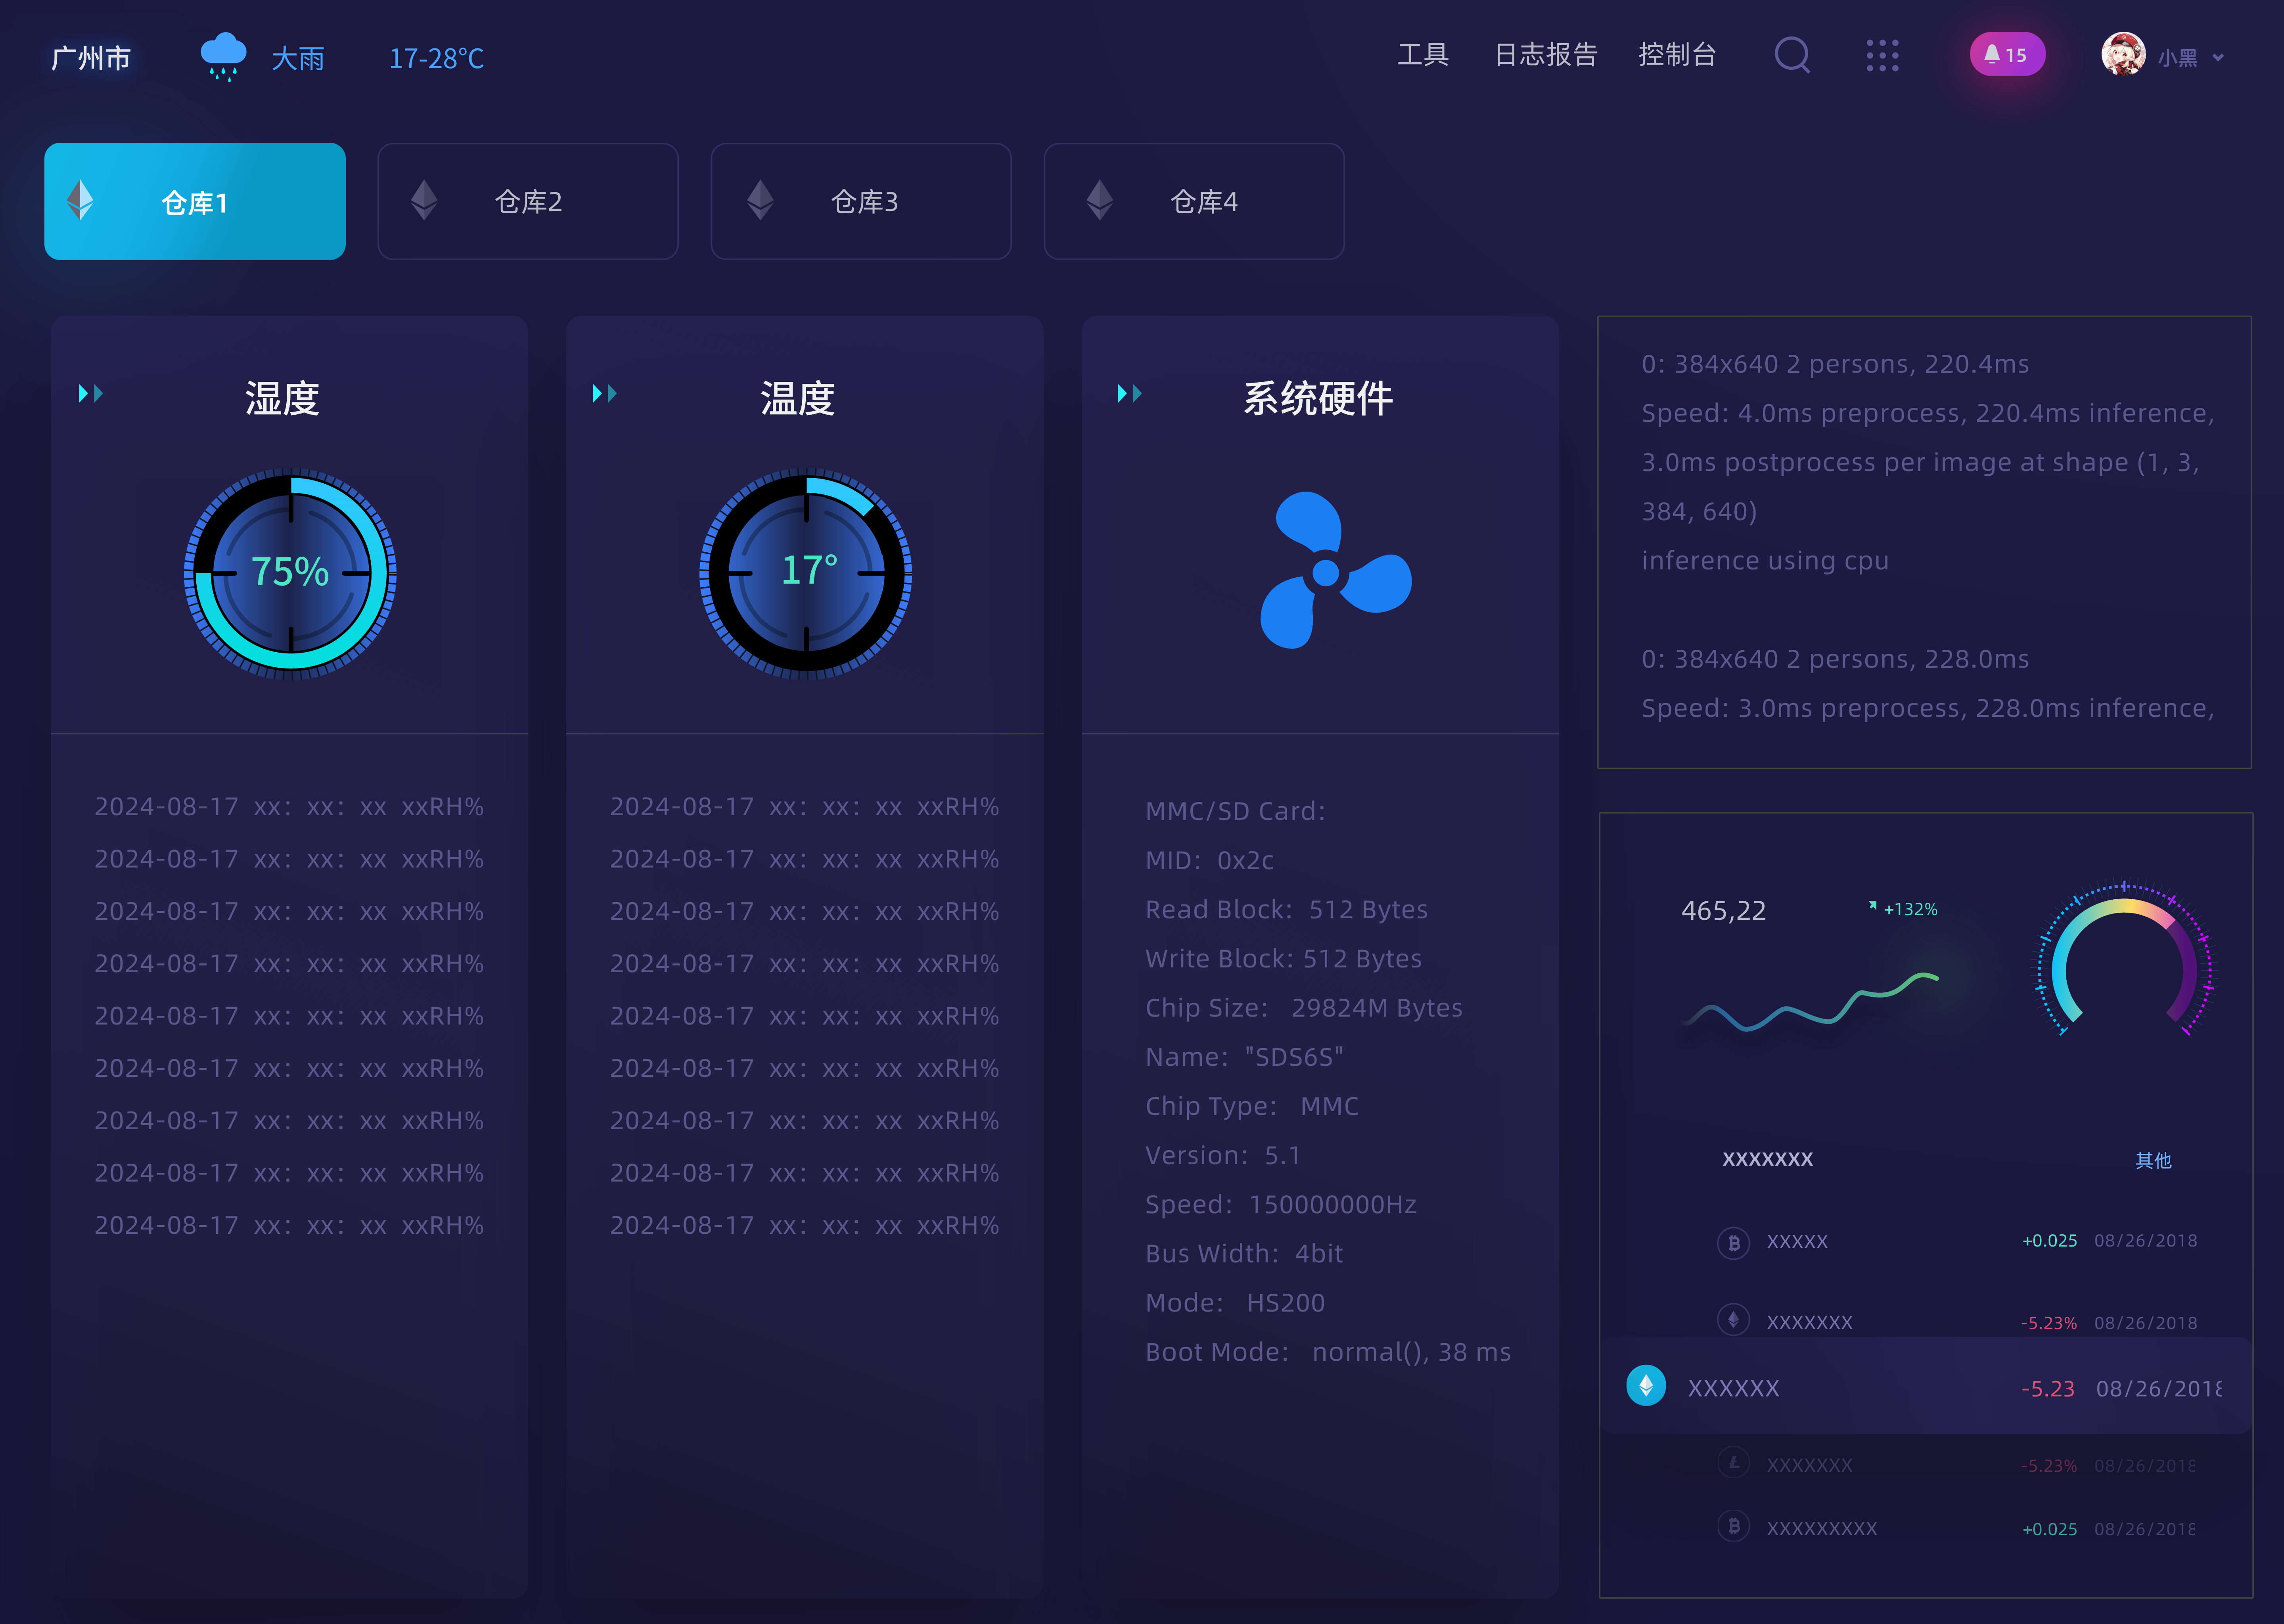 广州市
大雨
17-28℃
工具
日志报告
控制台
15
小黑
仓库1
仓库2
仓库3
仓库4
湿度
75%
2024-08-17 xx: xx: xx xxRH%
2024-08-17 xx: xx: xx xxRH%
2024-08-17 xx: xx: xx xxRH%
2024-08-17 xx: xx: xx xxRH%
2024-08-17 xx: xx: xx xxRH%
2024-08-17 xx: xx: xx xxRH%
2024-08-17 xx: xx: xx xxRH%
2024-08-17 xx: xx: xx xxRH%
2024-08-17 xx: xx: xx xxRH%
温度
17°
2024-08-17 xx: xx: xx xxRH%
2024-08-17 xx: xx: xx xxRH%
2024-08-17 xx: xx: xx xxRH%
2024-08-17 xx: xx: xx xxRH%
2024-08-17 xx: xx: xx xxRH%
2024-08-17 xx: xx: xx xxRH%
2024-08-17 xx: xx: xx xxRH%
2024-08-17 xx: xx: xx xxRH%
2024-08-17 xx: xx: xx xxRH%
系统硬件
MMC/SD Card:
MID: 0x2c
Read Block: 512 Bytes
Write Block: 512 Bytes
Chip Size: 29824M Bytes
Name: "SDS6S"
Chip Type: MMC
Version: 5.1
Speed: 150000000Hz
Bus Width: 4bit
Mode: HS200
Boot Mode: normal(), 38 ms
0: 384x640 2 persons, 220.4ms
Speed: 4.0ms preprocess, 220.4ms inference,
3.0ms postprocess per image at shape (1, 3,
384, 640)
inference using cpu
0: 384x640 2 persons, 228.0ms
Speed: 3.0ms preprocess, 228.0ms inference,
465,22
+132%
XXXXXXX
其他
XXXXX +0.025 08/26/2018
XXXXXXX -5.23% 08/26/2018
XXXXXX -5.23 08/26/2018
XXXXXXX -5.23% 08/26/2018
XXXXXXXXX +0.025 08/26/2018